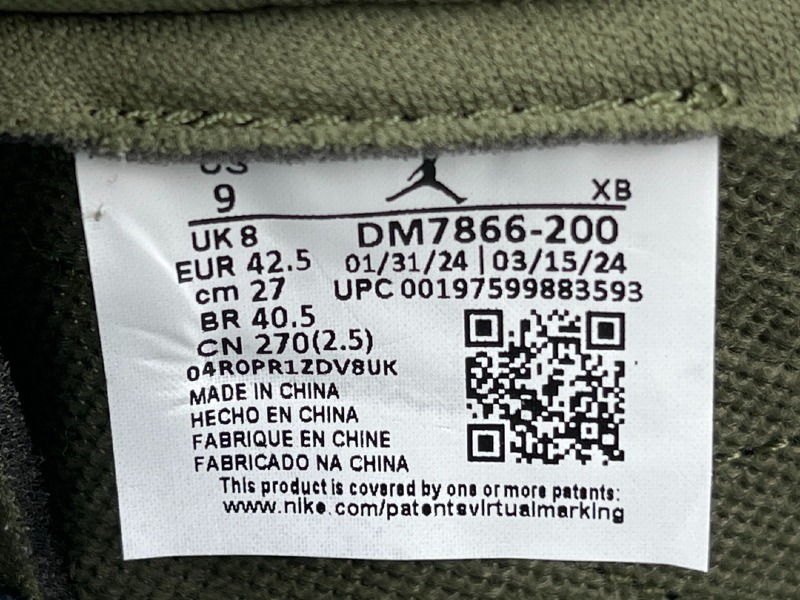 US
9
XB
UK 8
DM7866-200
EUR 42.5
01/31/24 | 03/15/24
cm 27
UPC 00197599883593
BR 40.5
CN 270(2.5)
04R0PR1ZDV8UK
MADE IN CHINA
HECHO EN CHINA
FABRIQUE EN CHINE
FABRICADO NA CHINA
This product is covered by one or more patents:
www.nike.com/patentsvirtualmarking